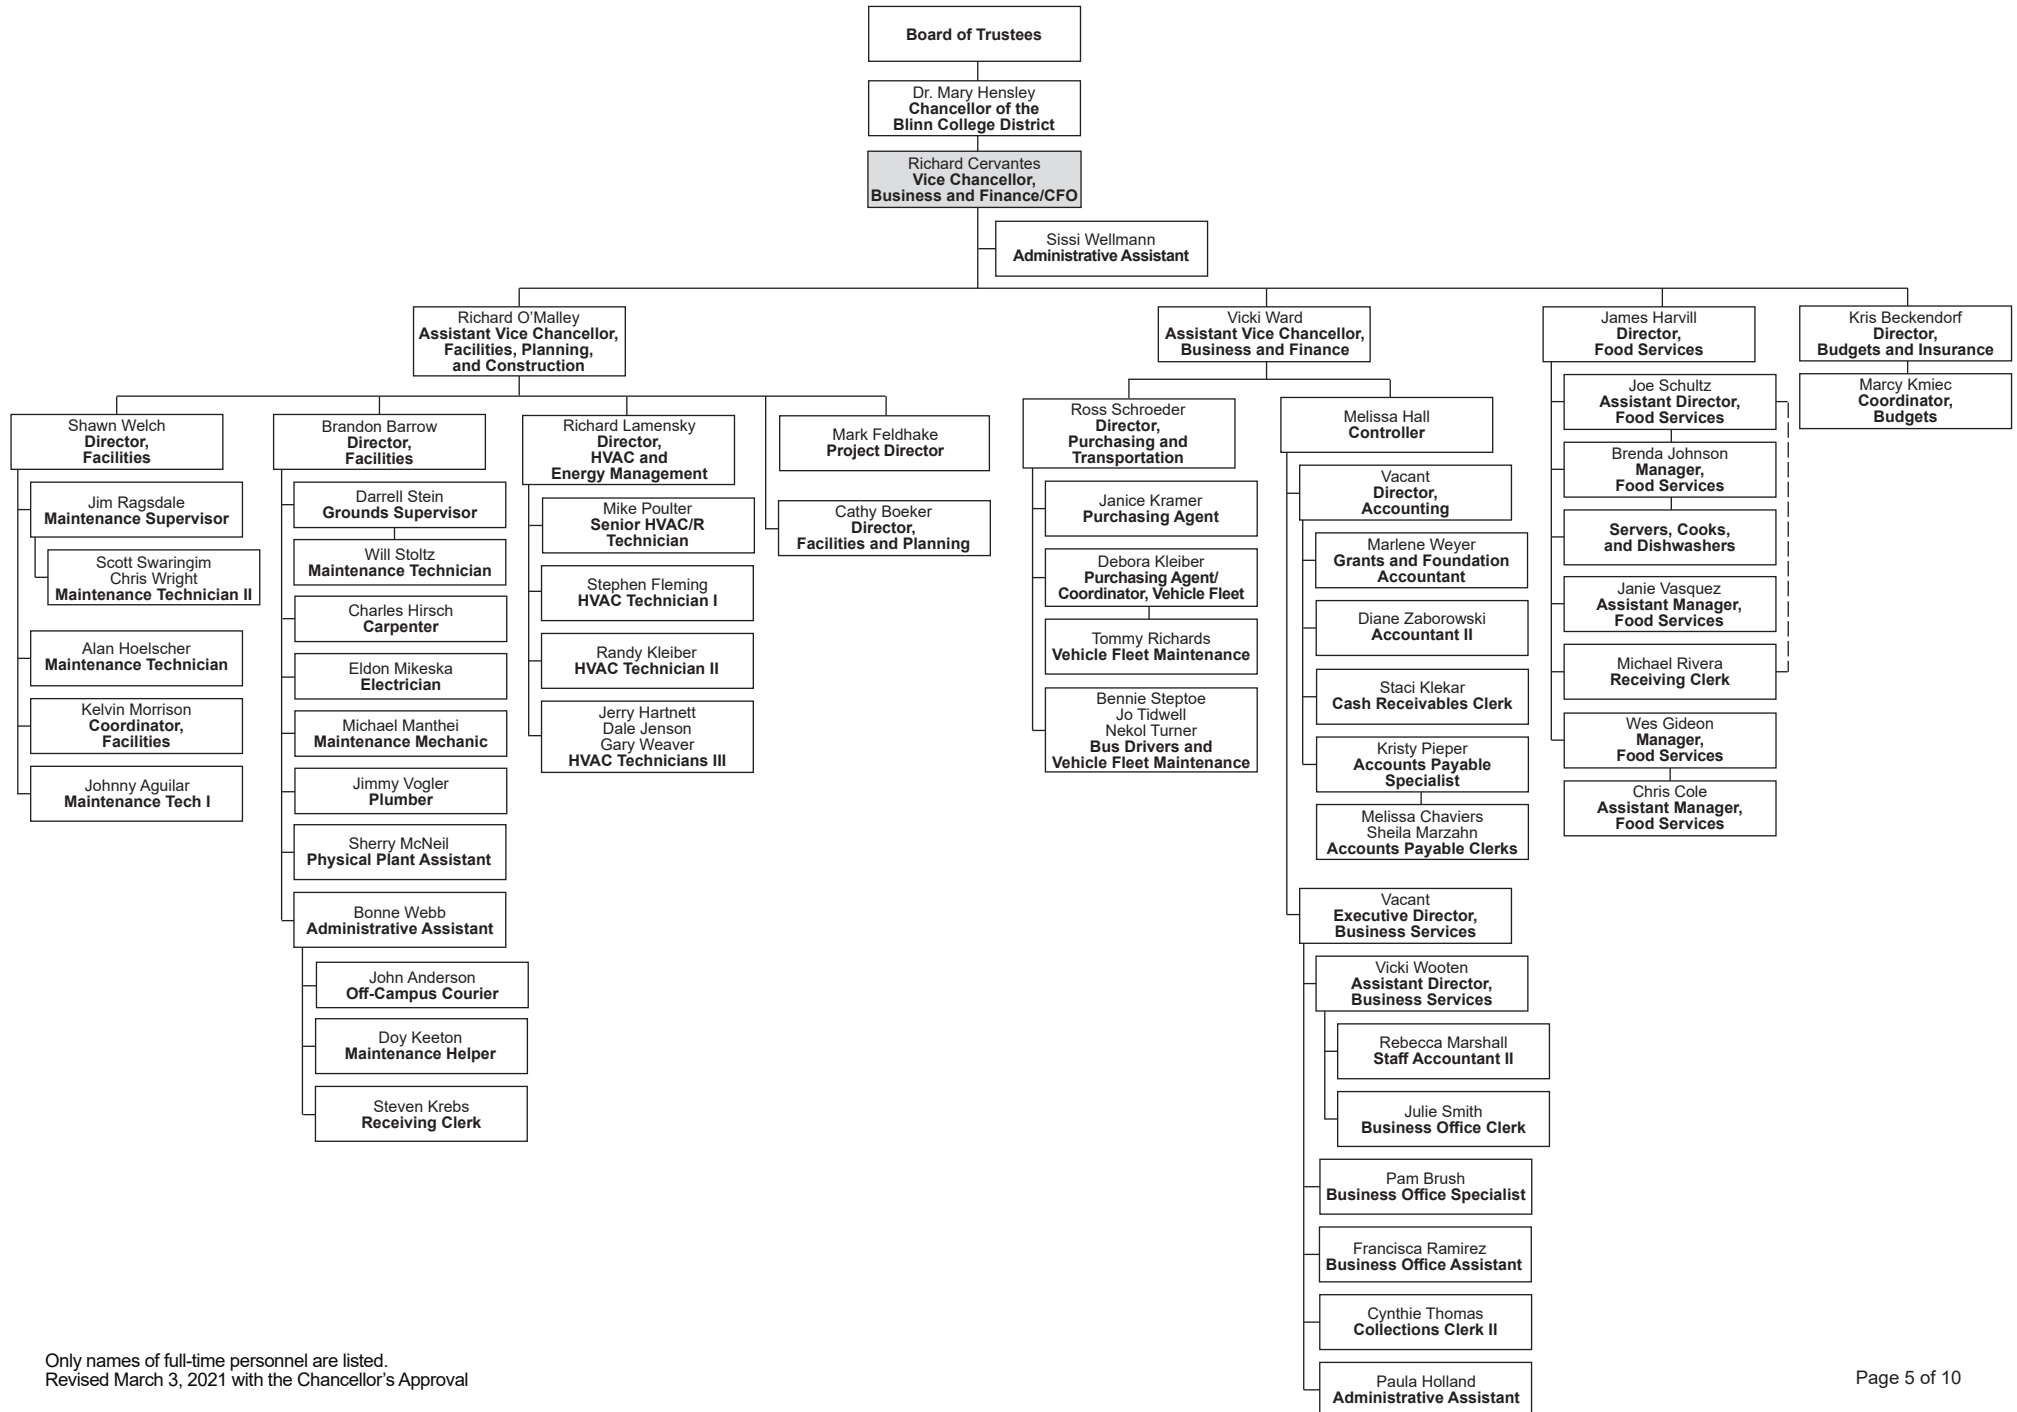 Board of Trustees
Dr. Mary Hensley
Chancellor of the
Blinn College District
Richard Cervantes
Vice Chancellor,
Business and Finance/CFO
Sissi Wellmann
Administrative Assistant
Richard O’Malley
Assistant Vice Chancellor,
Facilities, Planning,
and Construction
Shawn Welch
Director,
Facilities
Jim Ragsdale
Maintenance Supervisor
Scott Swaringim
Chris Wright
Maintenance Technician II
Alan Hoelscher
Maintenance Technician
Kelvin Morrison
Coordinator,
Facilities
Johnny Aguilar
Maintenance Tech I
Brandon Barrow
Director,
Facilities
Darrell Stein
Grounds Supervisor
Will Stoltz
Maintenance Technician
Charles Hirsch
Carpenter
Eldon Mikeska
Electrician
Michael Manthei
Maintenance Mechanic
Jimmy Vogler
Plumber
Sherry McNeil
Physical Plant Assistant
Bonne Webb
Administrative Assistant
John Anderson
Off-Campus Courier
Doy Keeton
Maintenance Helper
Steven Krebs
Receiving Clerk
Richard Lamensky
Director,
HVAC and
Energy Management
Mike Poulter
Senior HVAC/R
Technician
Stephen Fleming
HVAC Technician I
Randy Kleiber
HVAC Technician II
Jerry Hartnett
Dale Jenson
Gary Weaver
HVAC Technicians III
Mark Feldhake
Project Director
Cathy Boeker
Director,
Facilities and Planning
Vicki Ward
Assistant Vice Chancellor,
Business and Finance
Ross Schroeder
Director,
Purchasing and
Transportation
Janice Kramer
Purchasing Agent
Debora Kleiber
Purchasing Agent/
Coordinator, Vehicle Fleet
Tommy Richards
Vehicle Fleet Maintenance
Bennie Steptoe
Jo Tidwell
Nekol Turner
Bus Drivers and
Vehicle Fleet Maintenance
Melissa Hall
Controller
Vacant
Director,
Accounting
Marlene Weyer
Grants and Foundation
Accountant
Diane Zaborowski
Accountant II
Staci Klekar
Cash Receivables Clerk
Kristy Pieper
Accounts Payable
Specialist
Melissa Chaviers
Sheila Marzahn
Accounts Payable Clerks
Vacant
Executive Director,
Business Services
Vicki Wooten
Assistant Director,
Business Services
Rebecca Marshall
Staff Accountant II
Julie Smith
Business Office Clerk
Pam Brush
Business Office Specialist
Francisca Ramirez
Business Office Assistant
Cynthie Thomas
Collections Clerk II
Paula Holland
Administrative Assistant
James Harvill
Director,
Food Services
Joe Schultz
Assistant Director,
Food Services
Brenda Johnson
Manager,
Food Services
Servers, Cooks,
and Dishwashers
Janie Vasquez
Assistant Manager,
Food Services
Michael Rivera
Receiving Clerk
Wes Gideon
Manager,
Food Services
Chris Cole
Assistant Manager,
Food Services
Kris Beckendorf
Director,
Budgets and Insurance
Marcy Kmiec
Coordinator,
Budgets
Only names of full-time personnel are listed.
Revised March 3, 2021 with the Chancellor’s Approval
Page 5 of 10